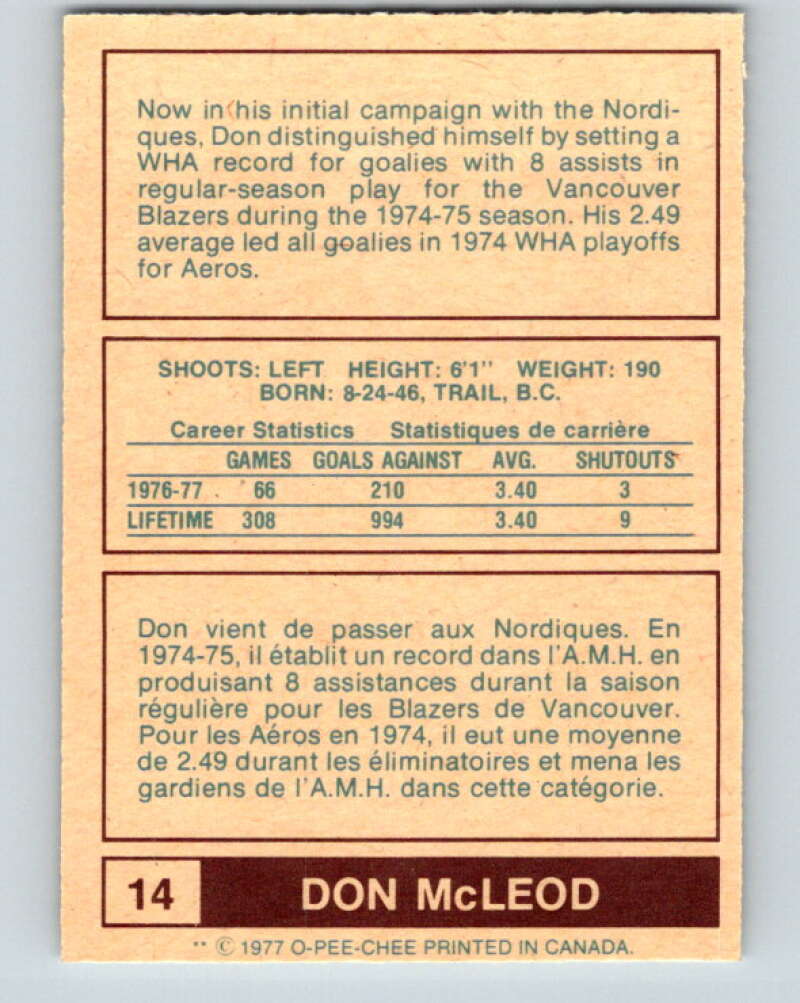 Now in his initial campaign with the Nordi-
ques, Don distinguished himself by setting a
WHA record for goalies with 8 assists in
regular-season play for the Vancouver
Blazers during the 1974-75 season. His 2.49
average led all goalies in 1974 WHA playoffs
for Aeros.
SHOOTS: LEFT HEIGHT: 6'1" WEIGHT: 190
BORN: 8-24-46, TRAIL, B.C.
Career Statistics Statistiques de carrière
GAMES GOALS AGAINST AVG. SHUTOUTS
1976-77 66 210 3.40 3
LIFETIME 308 994 3.40 9
Don vient de passer aux Nordiques. En
1974-75, il établit un record dans l'A.M.H. en
produisant 8 assistances durant la saison
régulière pour les Blazers de Vancouver.
Pour les Aéros en 1974, il eut une moyenne
de 2.49 durant les éliminatoires et mena les
gardiens de l'A.M.H. dans cette catégorie.
14 DON McLEOD
** © 1977 O-PEE-CHEE PRINTED IN CANADA.